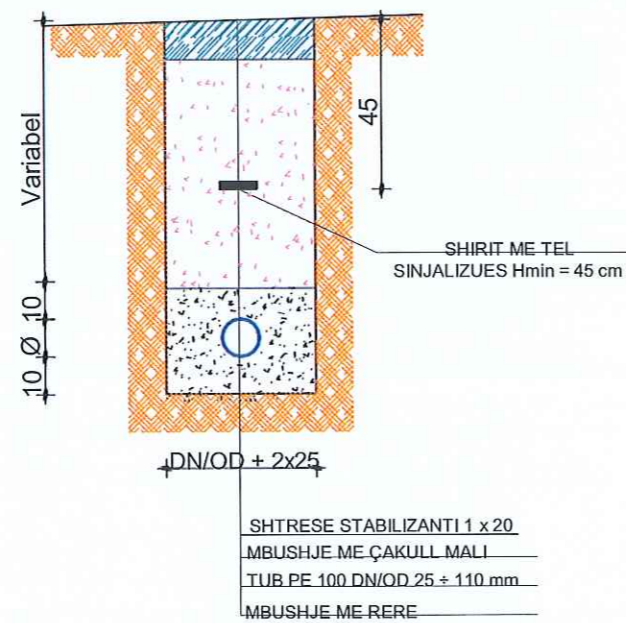 Variabel
45
SHIRIT ME TEL
SINJALIZUES Hmin = 45 cm
10 Ø 10
DN/OD + 2x25
SHTRESE STABILIZANTI 1 x 20
MBUSHJE ME ÇAKULL MALI
TUB PE 100 DN/OD 25 ÷ 110 mm
MBUSHJE ME RERE